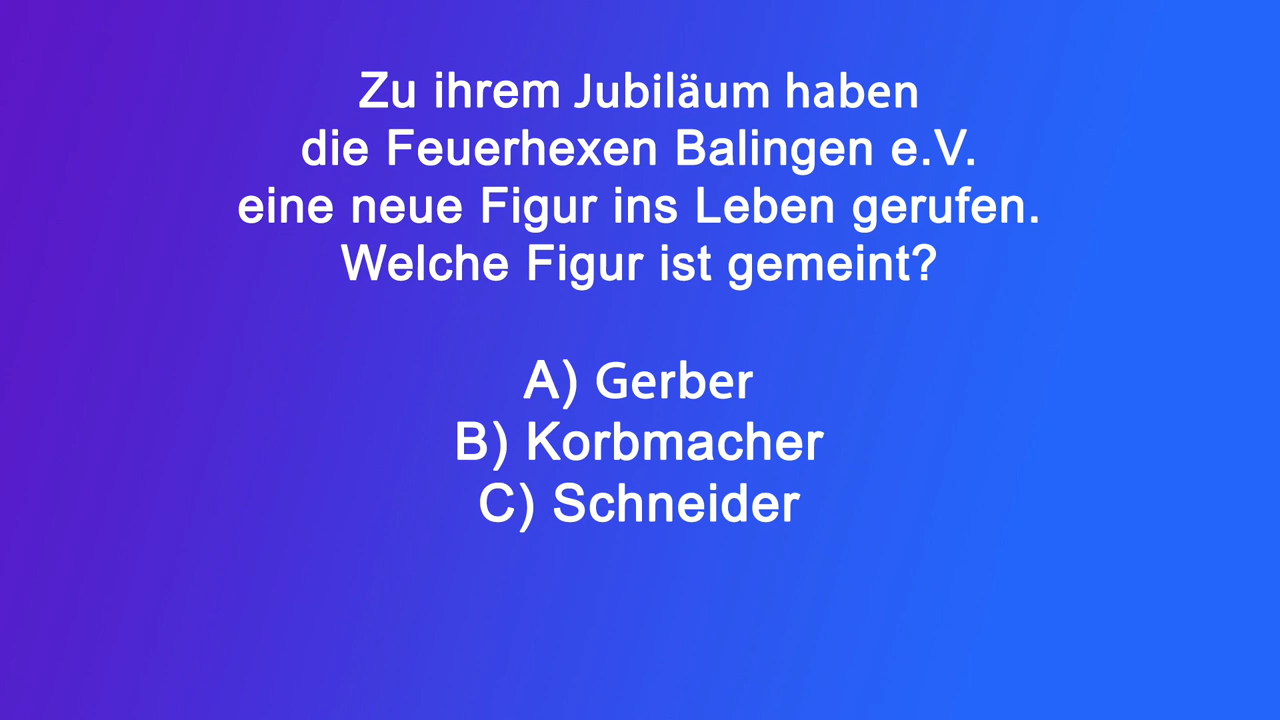 Zu ihrem Jubiläum haben
die Feuerhexen Balingen e.V.
eine neue Figur ins Leben gerufen.
Welche Figur ist gemeint?
A) Gerber
B) Korbmacher
C) Schneider